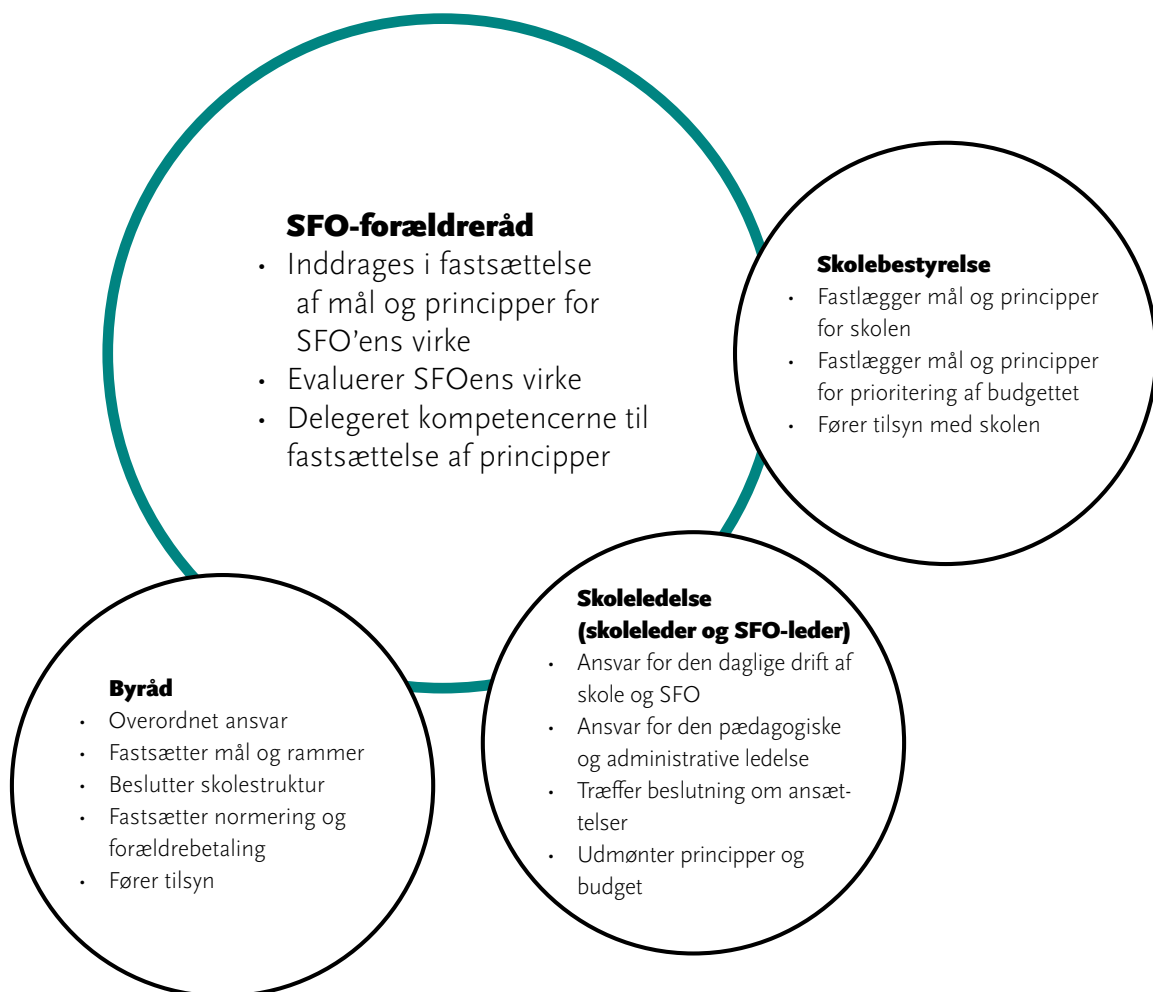 SFO-forældreråd
• Inddrages i fastsættelse
af mål og principper for
SFO’ens virke
• Evaluerer SFOens virke
• Delegeret kompetencerne til
fastsættelse af principper
Skolebestyrelse
• Fastlægger mål og principper
for skolen
• Fastlægger mål og principper
for prioritering af budgettet
• Fører tilsyn med skolen
Skoleledelse
(skoleleder og SFO-leder)
• Ansvar for den daglige drift af
skole og SFO
• Ansvar for den pædagogiske
og administrative ledelse
• Træffer beslutning om ansæt-
telser
• Udmønter principper og
budget
Byråd
• Overordnet ansvar
• Fastsætter mål og rammer
• Beslutter skolestruktur
• Fastsætter normering og
forældrebetaling
• Fører tilsyn